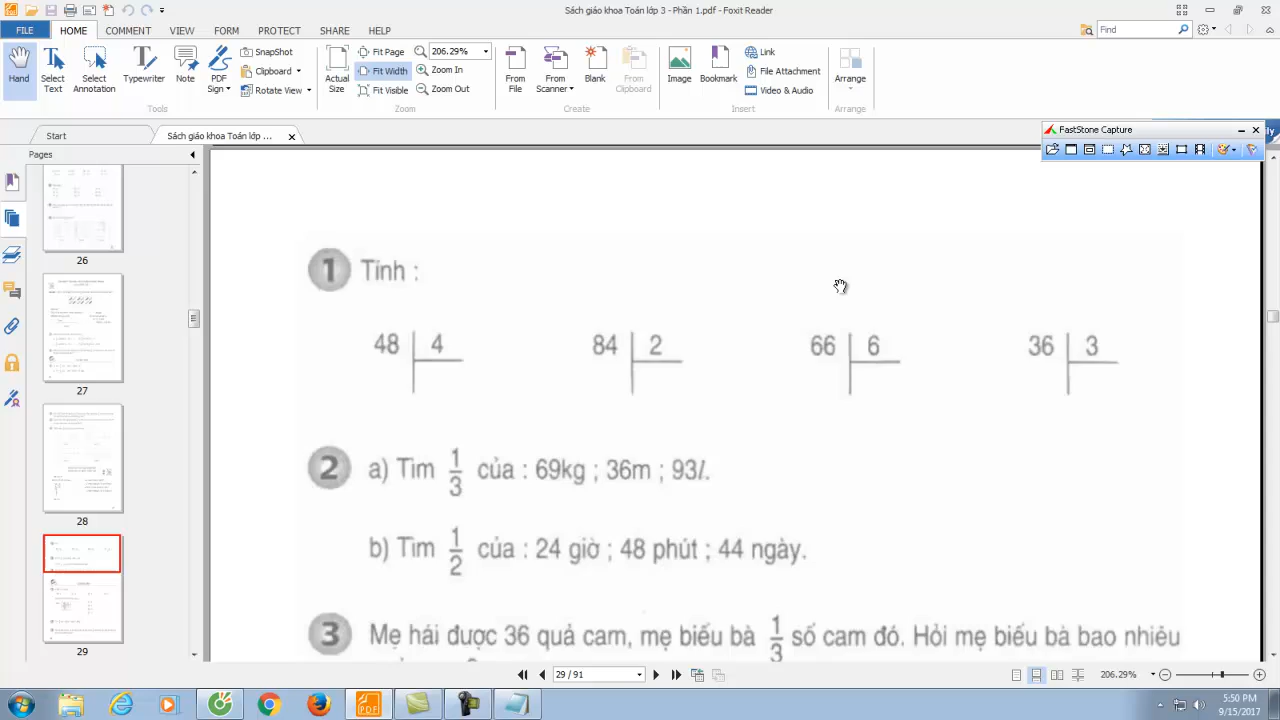 Sách giáo khoa Toán lớp 3 - Phần 1.pdf - Foxit Reader
FILE HOME COMMENT VIEW FORM PROTECT SHARE HELP
Find
Hand
Select Text
Select Annotation
Typewriter
Note
PDF Sign
SnapShot
Clipboard
Rotate View
Tools
Actual Size
Fit Page
Fit Width
Fit Visible
206.29%
Zoom In
Zoom Out
Zoom
From File
From Scanner
Blank
From Clipboard
Create
Image
Bookmark
Link
File Attachment
Video & Audio
Insert
Arrange
Arrange
Start
Sách giáo khoa Toán lớp ...
FastStone Capture
Pages
26
27
28
29
1 Tính :
48 4 84 2 66 6 36 3
2 a) Tìm 1/3 của : 69kg ; 36m ; 93l.
b) Tìm 1/2 của : 24 giờ ; 48 phút ; 44 ngày.
3 Mẹ hái được 36 quả cam, mẹ biếu bà 1/3 số cam đó. Hỏi mẹ biếu bà bao nhiêu
29 / 91
206.29%
5:50 PM
9/15/2017